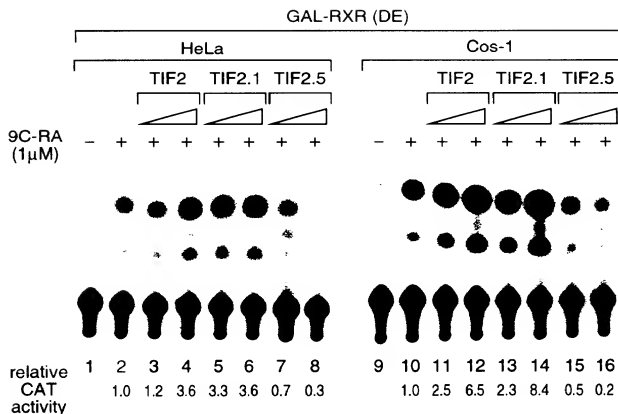 GAL-RXR (DE)
HeLa Cos-1
TIF2 TIF2.1 TIF2.5 TIF2 TIF2.1 TIF2.5
9C-RA
(1μM) – + + + + + + + – + + + + + + +
1 2 3 4 5 6 7 8 9 10 11 12 13 14 15 16
relative
CAT 1.0 1.2 3.6 3.3 3.6 0.7 0.3 1.0 2.5 6.5 2.3 8.4 0.5 0.2
activity